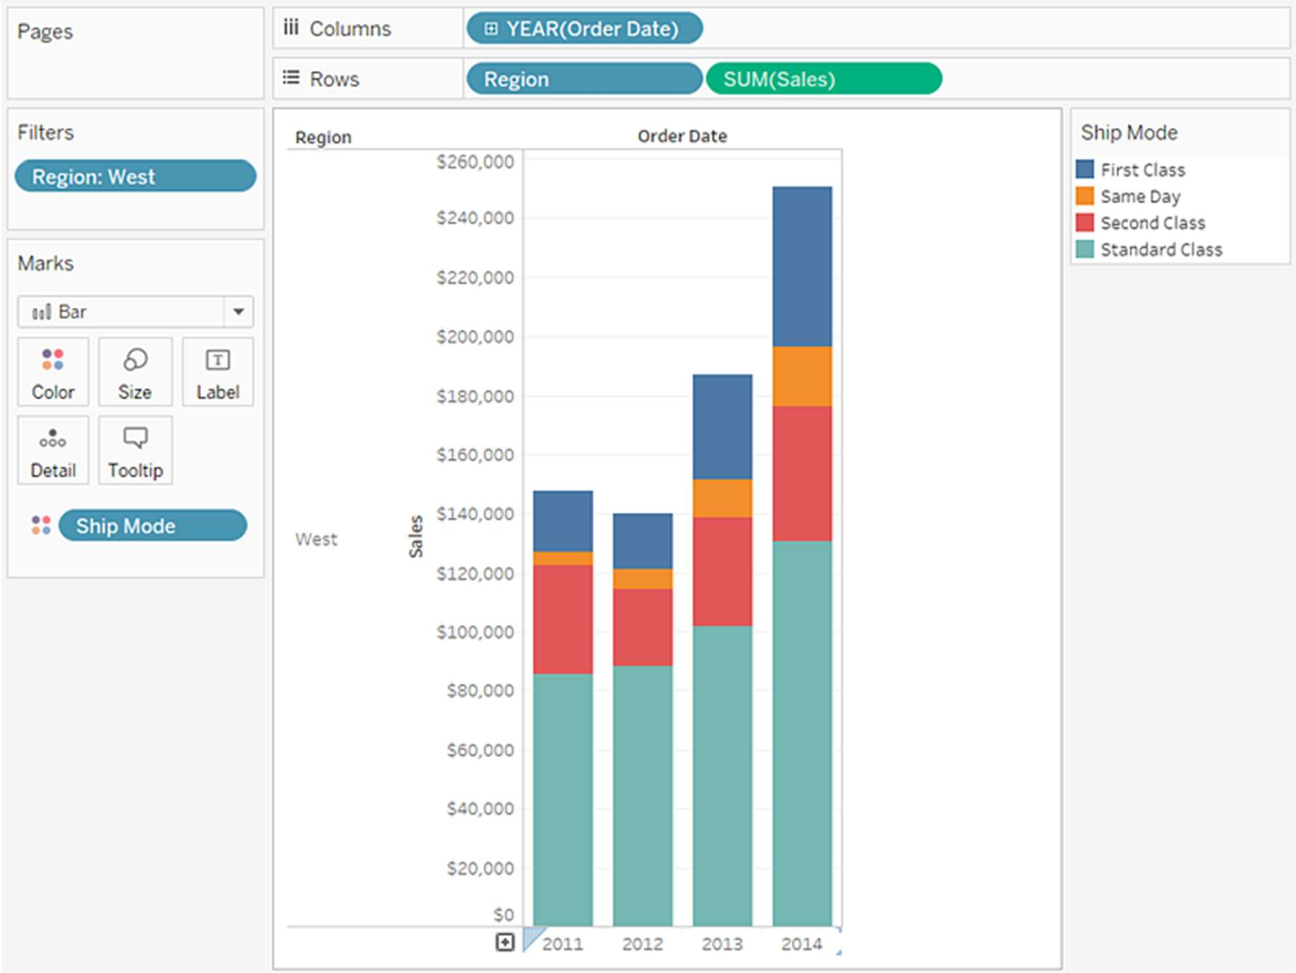 Pages
Columns
YEAR(Order Date)
Rows
Region
SUM(Sales)
Filters
Region: West
Marks
Bar
Color
Size
Label
Detail
Tooltip
Ship Mode
Region
Order Date
West
Sales
$260,000
$240,000
$220,000
$200,000
$180,000
$160,000
$140,000
$120,000
$100,000
$80,000
$60,000
$40,000
$20,000
$0
2011
2012
2013
2014
Ship Mode
First Class
Same Day
Second Class
Standard Class